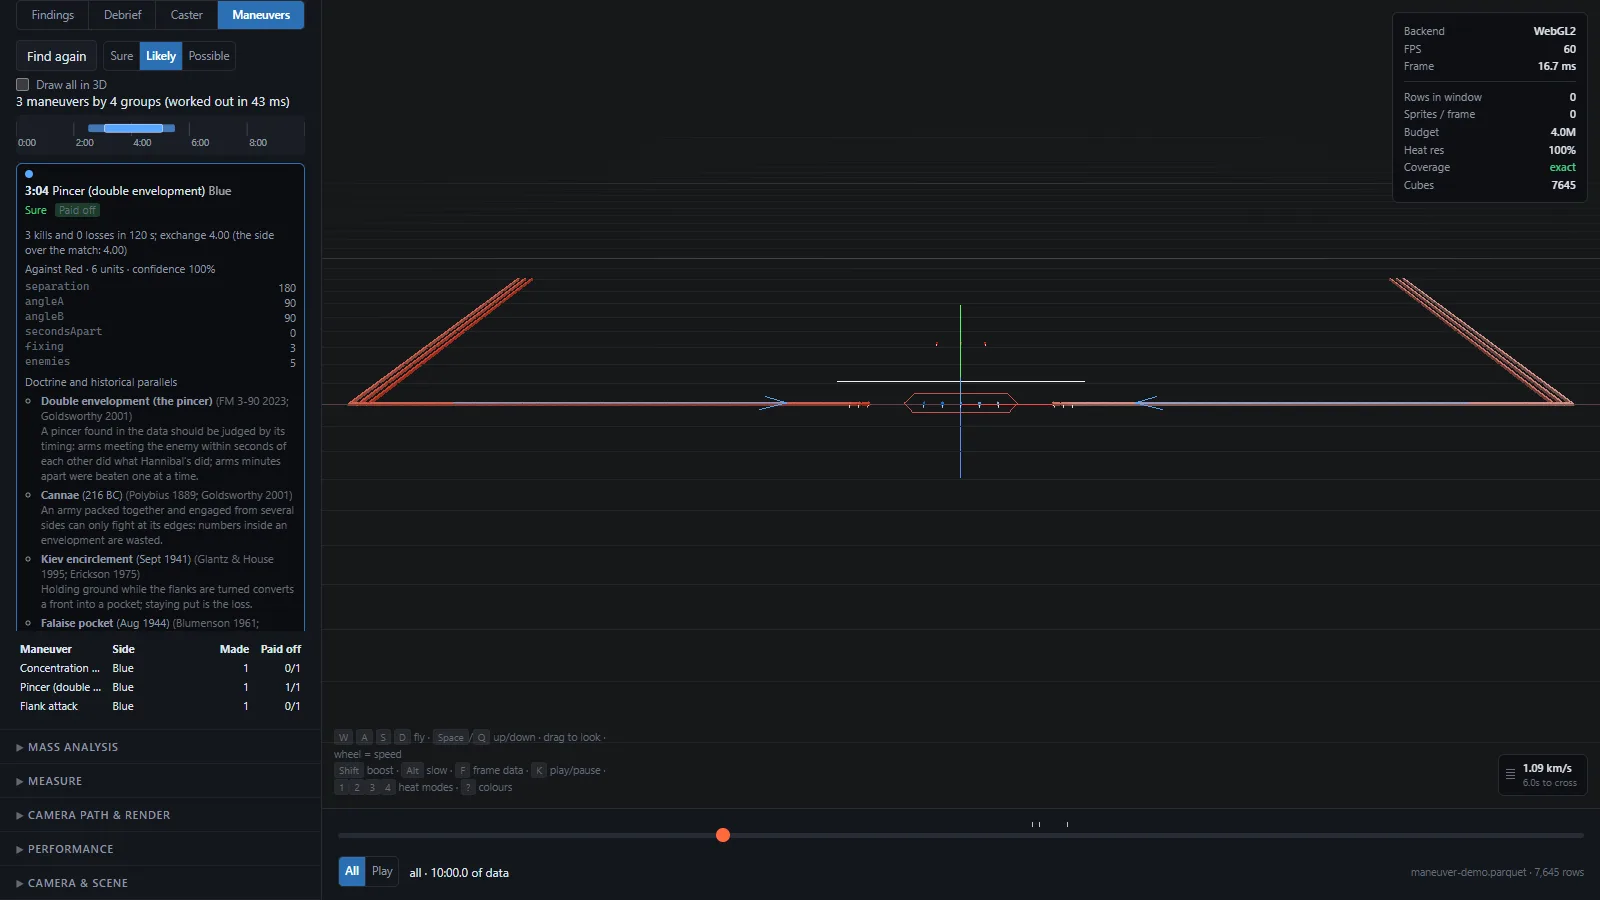 Findings Debrief Caster Maneuvers
Find again Sure Likely Possible
Draw all in 3D
3 maneuvers by 4 groups (worked out in 43 ms)
0:00 2:00 4:00 6:00 8:00
3:04 Pincer (double envelopment) Blue
Sure Paid off
3 kills and 0 losses in 120 s; exchange 4.00 (the side
over the match: 4.00)
Against Red · 6 units · confidence 100%
separation 180
angleA 90
angleB 90
secondsApart 0
fixing 3
enemies 5
Doctrine and historical parallels
Double envelopment (the pincer) (FM 3-90 2023;
Goldsworthy 2001)
A pincer found in the data should be judged by its
timing: arms meeting the enemy within seconds of
each other did what Hannibal's did; arms minutes
apart were beaten one at a time.
Cannae (216 BC) (Polybius 1889; Goldsworthy 2001)
An army packed together and engaged from several
sides can only fight at its edges: numbers inside an
envelopment are wasted.
Kiev encirclement (Sept 1941) (Glantz & House
1995; Erickson 1975)
Holding ground while the flanks are turned converts
a front into a pocket; staying put is the loss.
Falaise pocket (Aug 1944) (Blumenson 1961;
Maneuver Side Made Paid off
Concentration ... Blue 1 0/1
Pincer (double ... Blue 1 1/1
Flank attack Blue 1 0/1
▶ MASS ANALYSIS
▶ MEASURE
▶ CAMERA PATH & RENDER
▶ PERFORMANCE
▶ CAMERA & SCENE
Backend WebGL2
FPS 60
Frame 16.7 ms
Rows in window 0
Sprites / frame 0
Budget 4.0M
Heat res 100%
Coverage exact
Cubes 7645
W A S D fly · Space / Q up/down · drag to look ·
wheel = speed
Shift boost · Alt slow · F frame data · K play/pause ·
1 2 3 4 heat modes · ? colours
1.09 km/s
6.0s to cross
All Play all · 10:00.0 of data
maneuver-demo.parquet · 7,645 rows